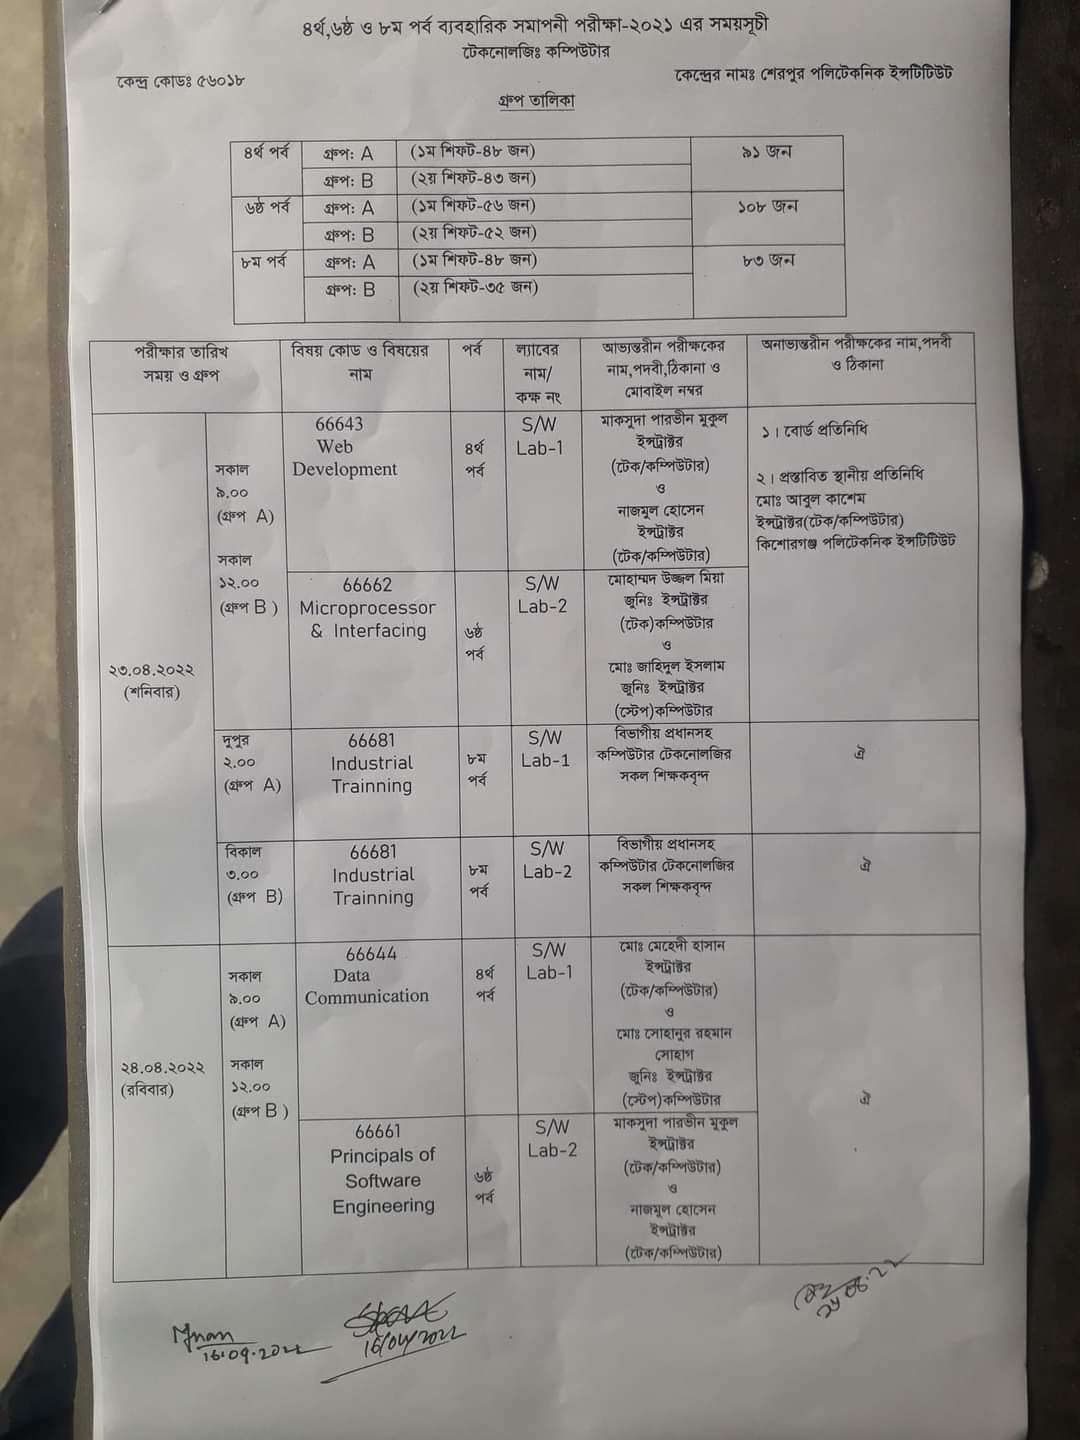 ৪র্থ,৬ষ্ঠ ও ৮ম পর্ব ব্যবহারিক সমাপনী পরীক্ষা-২০২১ এর সময়সূচী
টেকনোলজিঃ কম্পিউটার
কেন্দ্র কোডঃ ৫৬০১৮ কেন্দ্রের নামঃ শেরপুর পলিটেকনিক ইন্সটিটিউট
গ্রুপ তালিকা
৪র্থ পর্ব গ্রুপ: A (১ম শিফট-৪৮ জন) ৯১ জন
গ্রুপ: B (২য় শিফট-৪৩ জন)
৬ষ্ঠ পর্ব গ্রুপ: A (১ম শিফট-৫৬ জন) ১০৮ জন
গ্রুপ: B (২য় শিফট-৫২ জন)
৮ম পর্ব গ্রুপ: A (১ম শিফট-৪৮ জন) ৮৩ জন
গ্রুপ: B (২য় শিফট-৩৫ জন)
পরীক্ষার তারিখ
সময় ও গ্রুপ
বিষয় কোড ও বিষয়ের
নাম
পর্ব
ল্যাবের
নাম/
কক্ষ নং
আভ্যন্তরীন পরীক্ষকের
নাম,পদবী,ঠিকানা ও
মোবাইল নম্বর
অনাভ্যন্তরীন পরীক্ষকের নাম,পদবী
ও ঠিকানা
২৩.০৪.২০২২
(শনিবার)
সকাল
৯.০০
(গ্রুপ A)
সকাল
১২.০০
(গ্রুপ B )
66643
Web
Development
৪র্থ
পর্ব
S/W
Lab-1
মাকসুদা পারভীন মুকুল
ইন্সট্রাক্টর
(টেক/কম্পিউটার)
ও
নাজমুল হোসেন
ইন্সট্রাক্টর
(টেক/কম্পিউটার)
১। বোর্ড প্রতিনিধি
২। প্রস্তাবিত স্থানীয় প্রতিনিধি
মোঃ আবুল কাশেম
ইন্সট্রাক্টর(টেক/কম্পিউটার)
কিশোরগঞ্জ পলিটেকনিক ইন্সটিটিউট
66662
Microprocessor
& Interfacing
৬ষ্ঠ
পর্ব
S/W
Lab-2
মোহাম্মদ উজ্জল মিয়া
জুনিঃ ইন্সট্রাক্টর
(টেক)কম্পিউটার
ও
মোঃ জাহিদুল ইসলাম
জুনিঃ ইন্সট্রাক্টর
(স্টেপ)কম্পিউটার
দুপুর
২.০০
(গ্রুপ A)
66681
Industrial
Trainning
৮ম
পর্ব
S/W
Lab-1
বিভাগীয় প্রধানসহ
কম্পিউটার টেকনোলজির
সকল শিক্ষকবৃন্দ
ঐ
বিকাল
৩.০০
(গ্রুপ B)
66681
Industrial
Trainning
৮ম
পর্ব
S/W
Lab-2
বিভাগীয় প্রধানসহ
কম্পিউটার টেকনোলজির
সকল শিক্ষকবৃন্দ
ঐ
২৪.০৪.২০২২
(রবিবার)
সকাল
৯.০০
(গ্রুপ A)
সকাল
১২.০০
(গ্রুপ B )
66644
Data
Communication
৪র্থ
পর্ব
S/W
Lab-1
মোঃ মেহেদী হাসান
ইন্সট্রাক্টর
(টেক/কম্পিউটার)
ও
মোঃ সোহানুর রহমান
সোহাগ
জুনিঃ ইন্সট্রাক্টর
(স্টেপ)কম্পিউটার
ঐ
66661
Principals of
Software
Engineering
৬ষ্ঠ
পর্ব
S/W
Lab-2
মাকসুদা পারভীন মুকুল
ইন্সট্রাক্টর
(টেক/কম্পিউটার)
ও
নাজমুল হোসেন
ইন্সট্রাক্টর
(টেক/কম্পিউটার)
16/04/2022